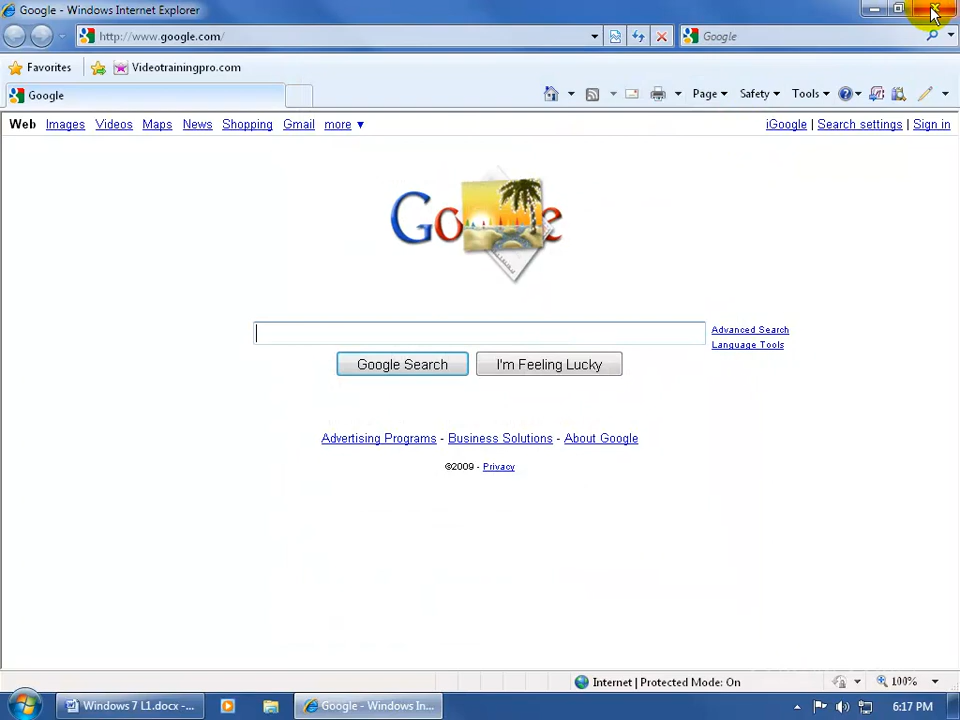 Google - Windows Internet Explorer
http://www.google.com/
Google
Favorites
Videotrainingpro.com
Google
Page
Safety
Tools
Web Images Videos Maps News Shopping Gmail more ▼
iGoogle | Search settings | Sign in
Advanced Search
Language Tools
Google Search
I'm Feeling Lucky
Advertising Programs - Business Solutions - About Google
©2009 - Privacy
Internet | Protected Mode: On
100%
Windows 7 L1.docx -...
Google - Windows In...
6:17 PM